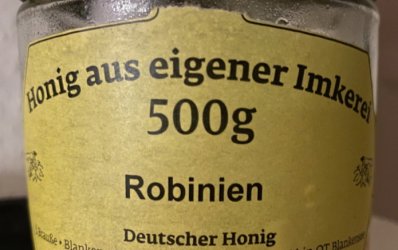 Honig aus eigener Imkerei
500g
Robinien
Deutscher Honig